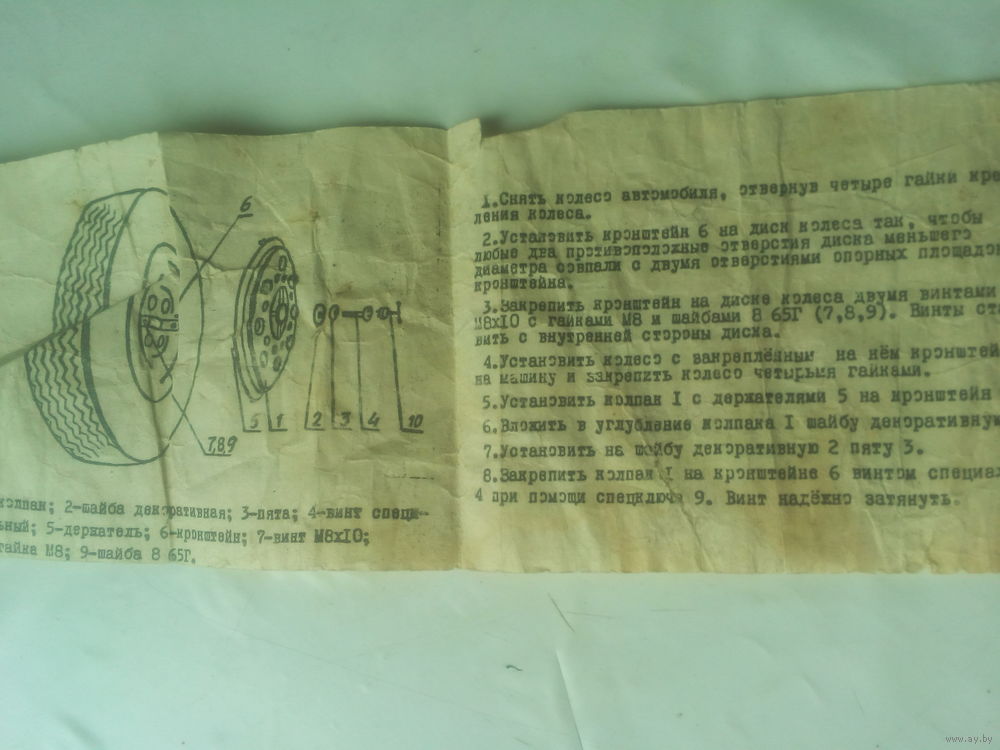 6
5 1 2 3 4 10
7,8,9
колпак; 2-шайба декоративная; 3-пята; 4-винт специ-
ьный; 5-держатель; 6-кронштейн; 7-винт М8х10;
гайка М8; 9-шайба 8 65Г.
1.Снять колесо автомобиля, отвернув четыре гайки кре
ления колеса.
2.Установить кронштейн 6 на диск колеса так, чтобы
любые два противоположные отверстия диска меньшего
диаметра совпали с двумя отверстиями опорных площадо
кронштейна.
3.Закрепить кронштейн на диске колеса двумя винтами
М8х10 с гайками М8 и шайбами 8 65Г (7,8,9). Винты ста
вить с внутренней стороны диска.
4.Установить колесо с закреплённым на нём кронштей
на машину и закрепить колесо четырьмя гайками.
5.Установить колпак I с держателями 5 на кронштейн
6.Вложить в углубление колпака I шайбу декоративную
7.Установить на шайбу декоративную 2 пяту 3.
8.Закрепить колпак I на кронштейне 6 винтом специа
4 при помощи спецключа 9. Винт надёжно затянуть.
www.ay.by